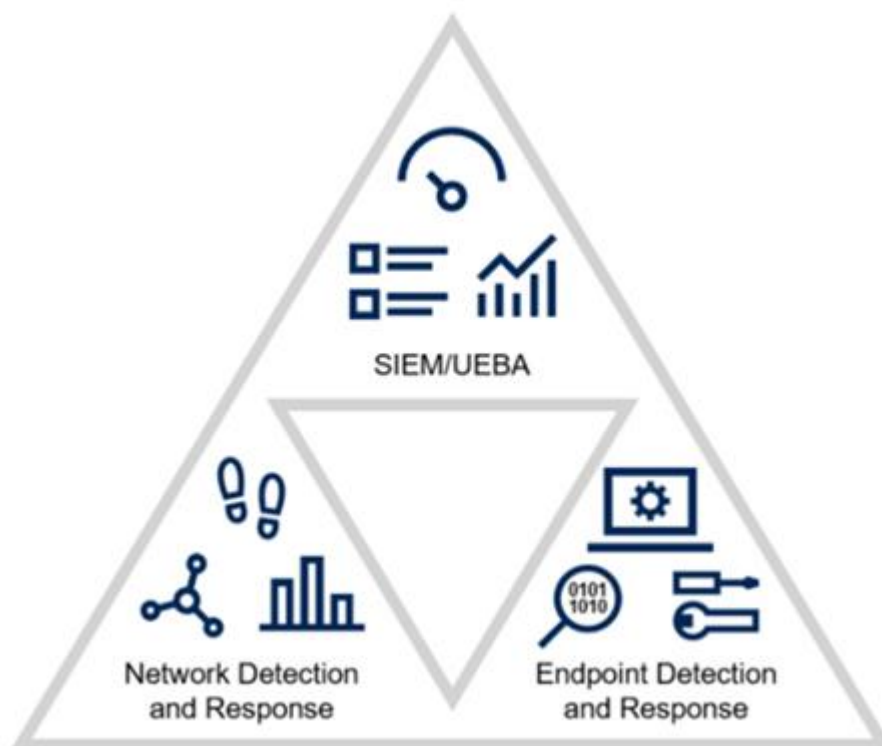 SIEM/UEBA
0101
1010
Network Detection
and Response
Endpoint Detection
and Response